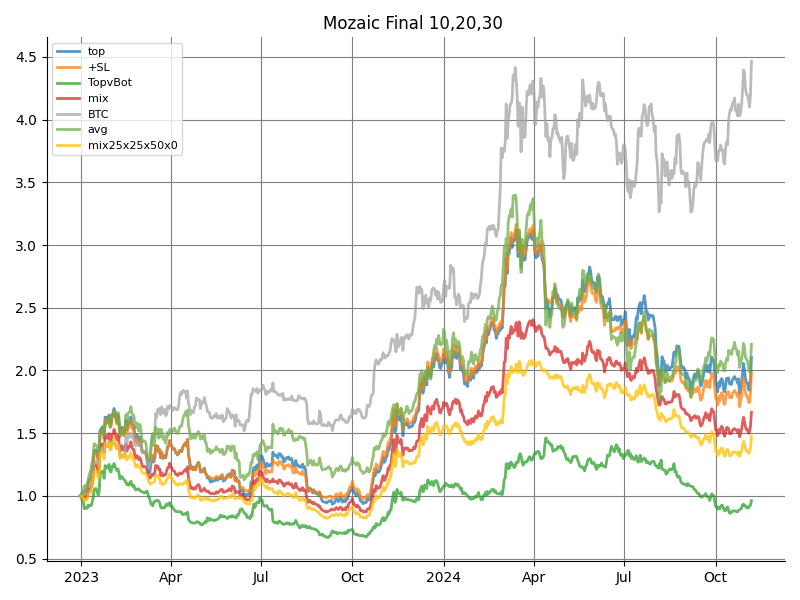 Mozaic Final 10,20,30
top
+SL
TopvBot
mix
BTC
avg
mix25x25x50x0
4.5
4.0
3.5
3.0
2.5
2.0
1.5
1.0
0.5
2023
Apr
Jul
Oct
2024
Apr
Jul
Oct